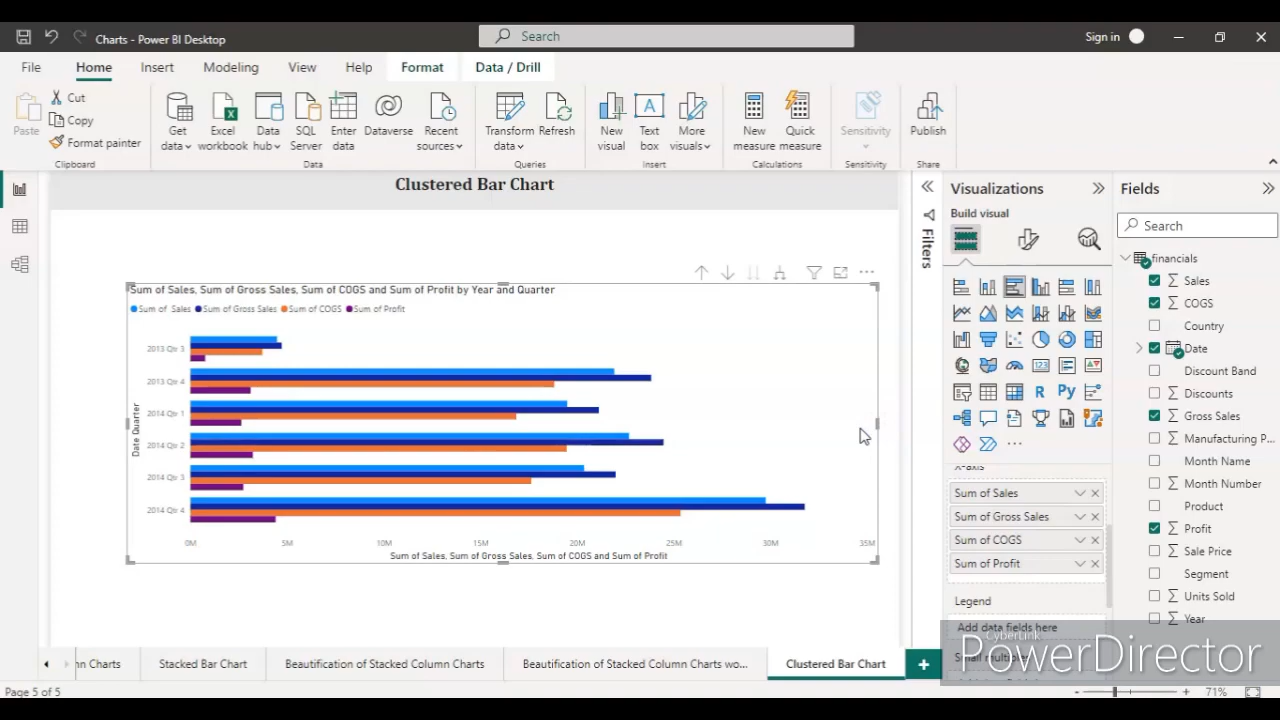 Charts - Power BI Desktop
Search
Sign in
File Home Insert Modeling View Help Format Data / Drill
Paste
Cut
Copy
Format painter
Get data
Excel workbook
Data hub
SQL Server
Enter data
Dataverse
Recent sources
Transform data
Refresh
New visual
Text box
More visuals
New measure
Quick measure
Sensitivity
Publish
Clipboard
Data
Queries
Insert
Calculations
Sensitivity
Share
Clustered Bar Chart
Sum of Sales, Sum of Gross Sales, Sum of COGS and Sum of Profit by Year and Quarter
Sum of Sales Sum of Gross Sales Sum of COGS Sum of Profit
Date Quarter
2013 Qtr 3
2013 Qtr 4
2014 Qtr 1
2014 Qtr 2
2014 Qtr 3
2014 Qtr 4
0M 5M 10M 15M 20M 25M 30M 35M
Sum of Sales, Sum of Gross Sales, Sum of COGS and Sum of Profit
Filters
Visualizations
Build visual
123
R
Py
X-axis
Sum of Sales
Sum of Gross Sales
Sum of COGS
Sum of Profit
Legend
Add data fields here
Small multiples
Fields
Search
financials
Sales
COGS
Country
Date
Discount Band
Discounts
Gross Sales
Manufacturing P...
Month Name
Month Number
Product
Profit
Sale Price
Segment
Units Sold
Year
CyberLink
PowerDirector
nn Charts
Stacked Bar Chart
Beautification of Stacked Column Charts
Beautification of Stacked Column Charts wo...
Clustered Bar Chart
Page 5 of 5
71%